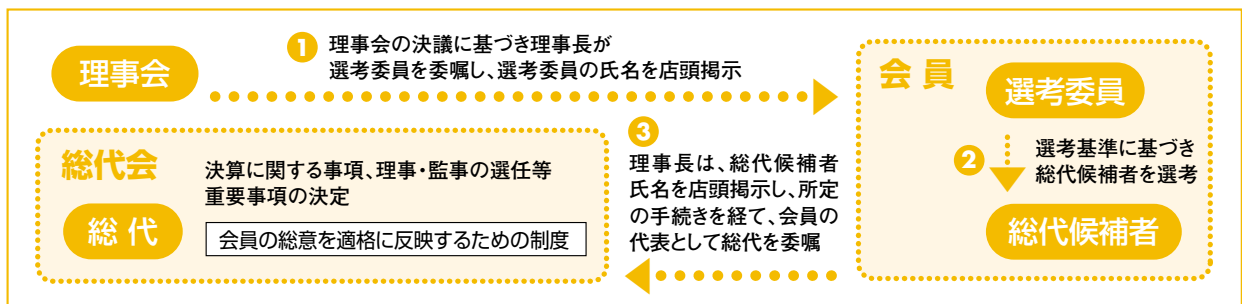 理事会
❶ 理事会の決議に基づき理事長が
選考委員を委嘱し、選考委員の氏名を店頭掲示
会員
選考委員
❷ 選考基準に基づき
総代候補者を選考
総代候補者
❸
理事長は、総代候補者
氏名を店頭掲示し、所定
の手続きを経て、会員の
代表として総代を委嘱
総代会
決算に関する事項、理事・監事の選任等
重要事項の決定
総代
会員の総意を適格に反映するための制度